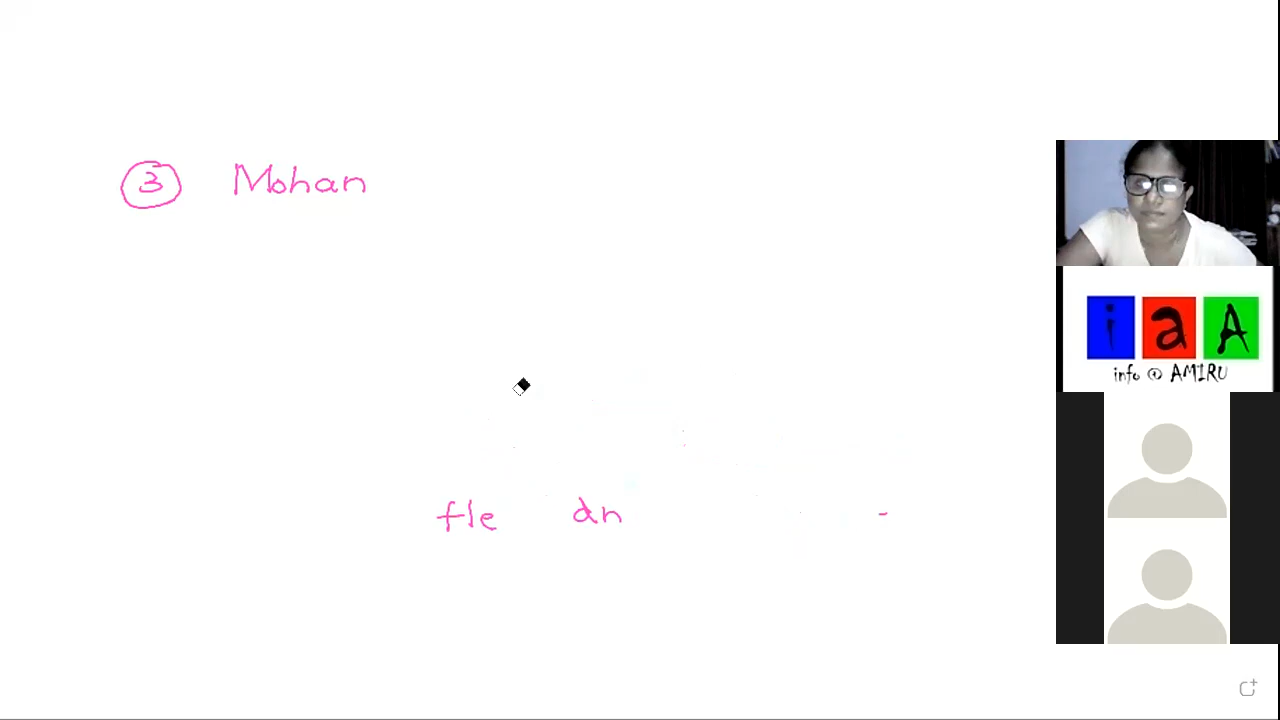 ③ Mohan
i a A
info @ AMIRU
fle dn -